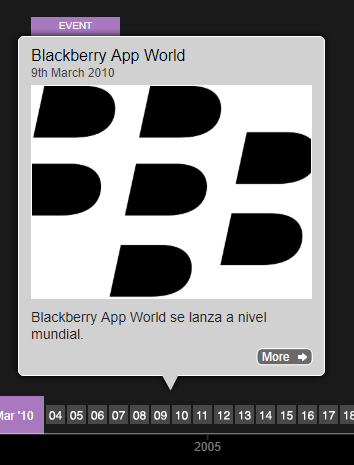 EVENT
Blackberry App World
9th March 2010
Blackberry App World se lanza a nivel
mundial.
More
Mar '10 04 05 06 07 08 09 10 11 12 13 14 15 16 17 18
2005